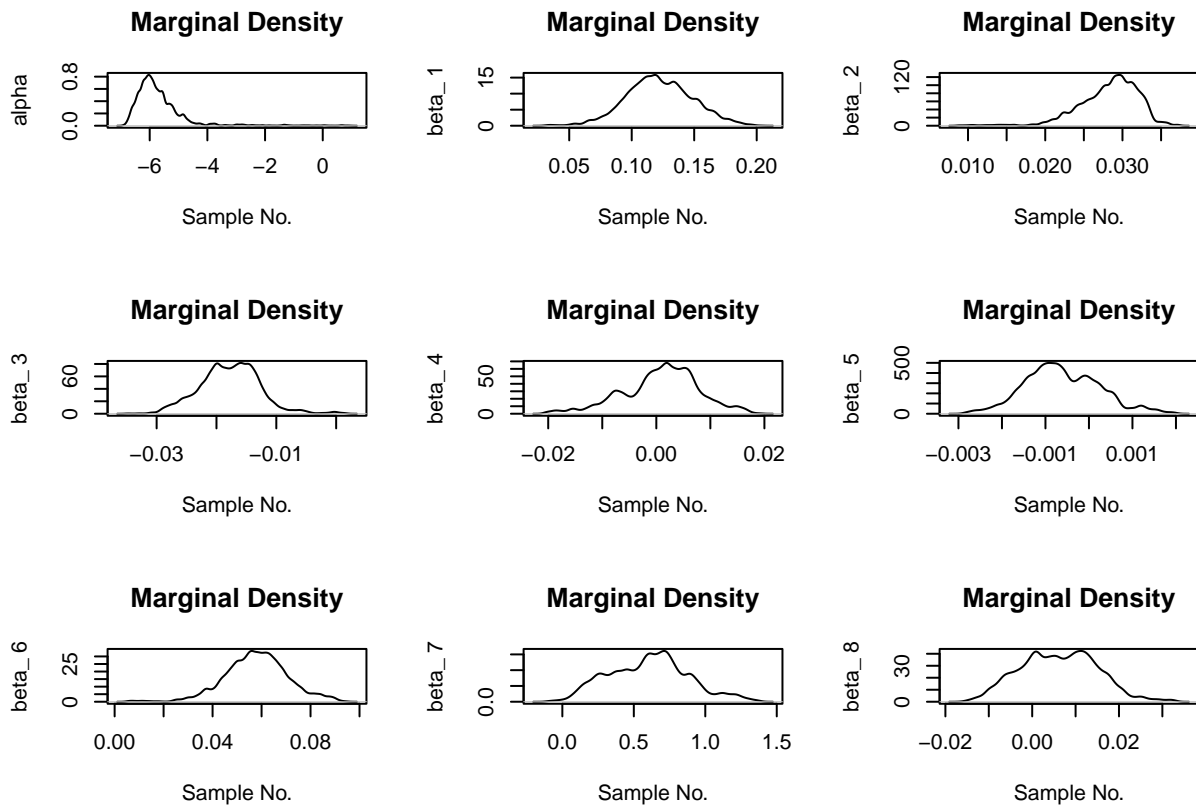 Marginal Density
alpha
0.0 0.8
−6 −4 −2 0
Sample No.
Marginal Density
beta_1
0 15
0.05 0.10 0.15 0.20
Sample No.
Marginal Density
beta_2
0 120
0.010 0.020 0.030
Sample No.
Marginal Density
beta_3
0 60
−0.03 −0.01
Sample No.
Marginal Density
beta_4
0 50
−0.02 0.00 0.02
Sample No.
Marginal Density
beta_5
0 500
−0.003 −0.001 0.001
Sample No.
Marginal Density
beta_6
0 25
0.00 0.04 0.08
Sample No.
Marginal Density
beta_7
0.0
0.0 0.5 1.0 1.5
Sample No.
Marginal Density
beta_8
0 30
−0.02 0.00 0.02
Sample No.